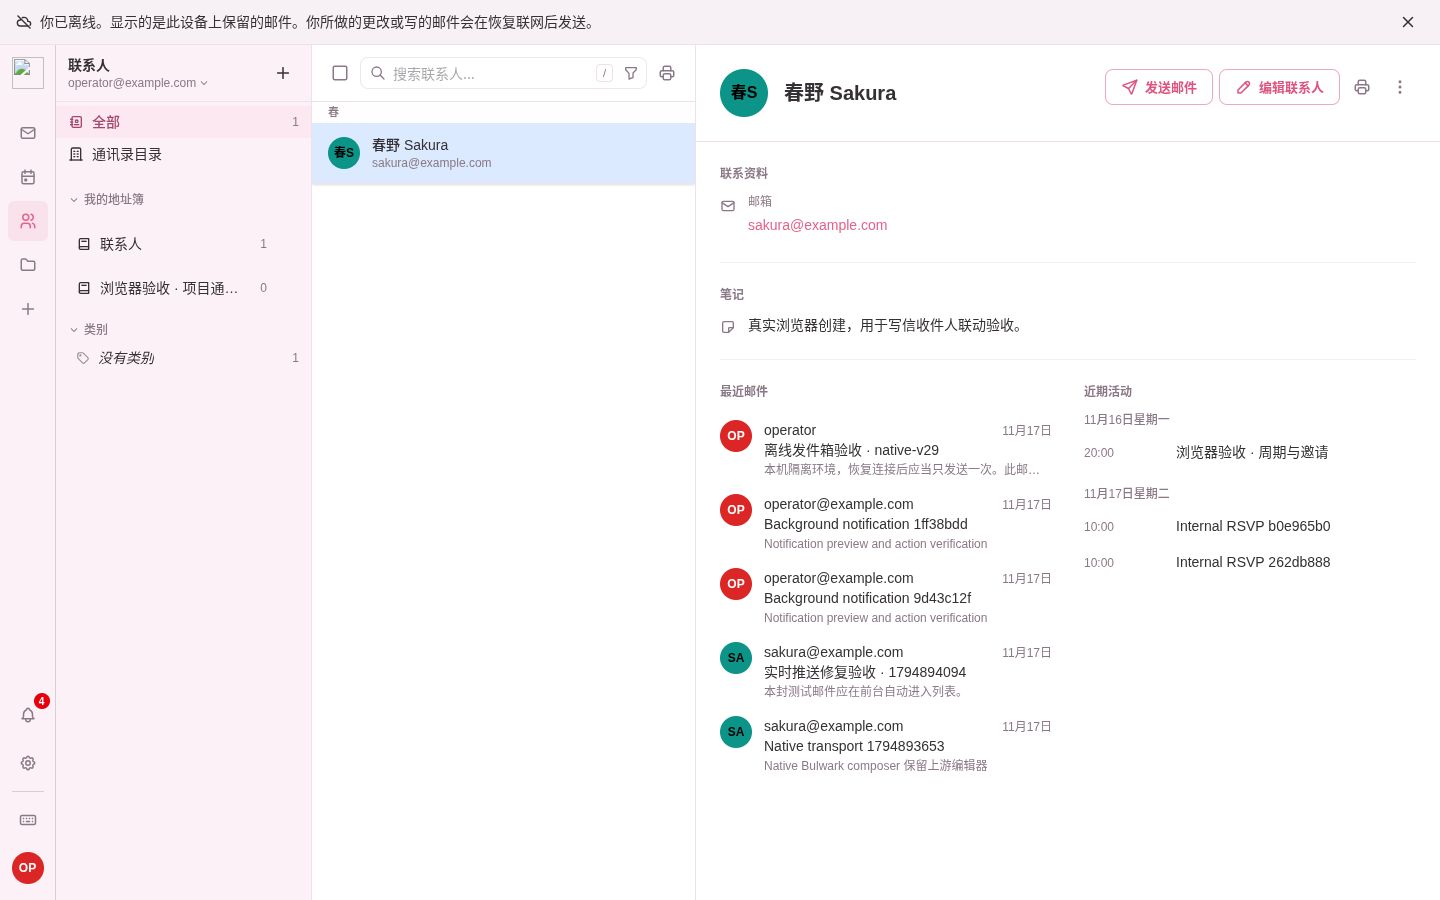 你已离线。显示的是此设备上保留的邮件。你所做的更改或写的邮件会在恢复联网后发送。
联系人
operator@example.com
全部 1
通讯录目录
我的地址簿
联系人 1
浏览器验收 · 项目通... 0
类别
没有类别 1
4
OP
搜索联系人... /
春
春S
春野 Sakura
sakura@example.com
春S
春野 Sakura
发送邮件
编辑联系人
联系资料
邮箱
sakura@example.com
笔记
真实浏览器创建，用于写信收件人联动验收。
最近邮件
OP
operator 11月17日
离线发件箱验收 · native-v29
本机隔离环境，恢复连接后应当只发送一次。此邮...
OP
operator@example.com 11月17日
Background notification 1ff38bdd
Notification preview and action verification
OP
operator@example.com 11月17日
Background notification 9d43c12f
Notification preview and action verification
SA
sakura@example.com 11月17日
实时推送修复验收 · 1794894094
本封测试邮件应在前台自动进入列表。
SA
sakura@example.com 11月17日
Native transport 1794893653
Native Bulwark composer 保留上游编辑器
近期活动
11月16日星期一
20:00 浏览器验收 · 周期与邀请
11月17日星期二
10:00 Internal RSVP b0e965b0
10:00 Internal RSVP 262db888